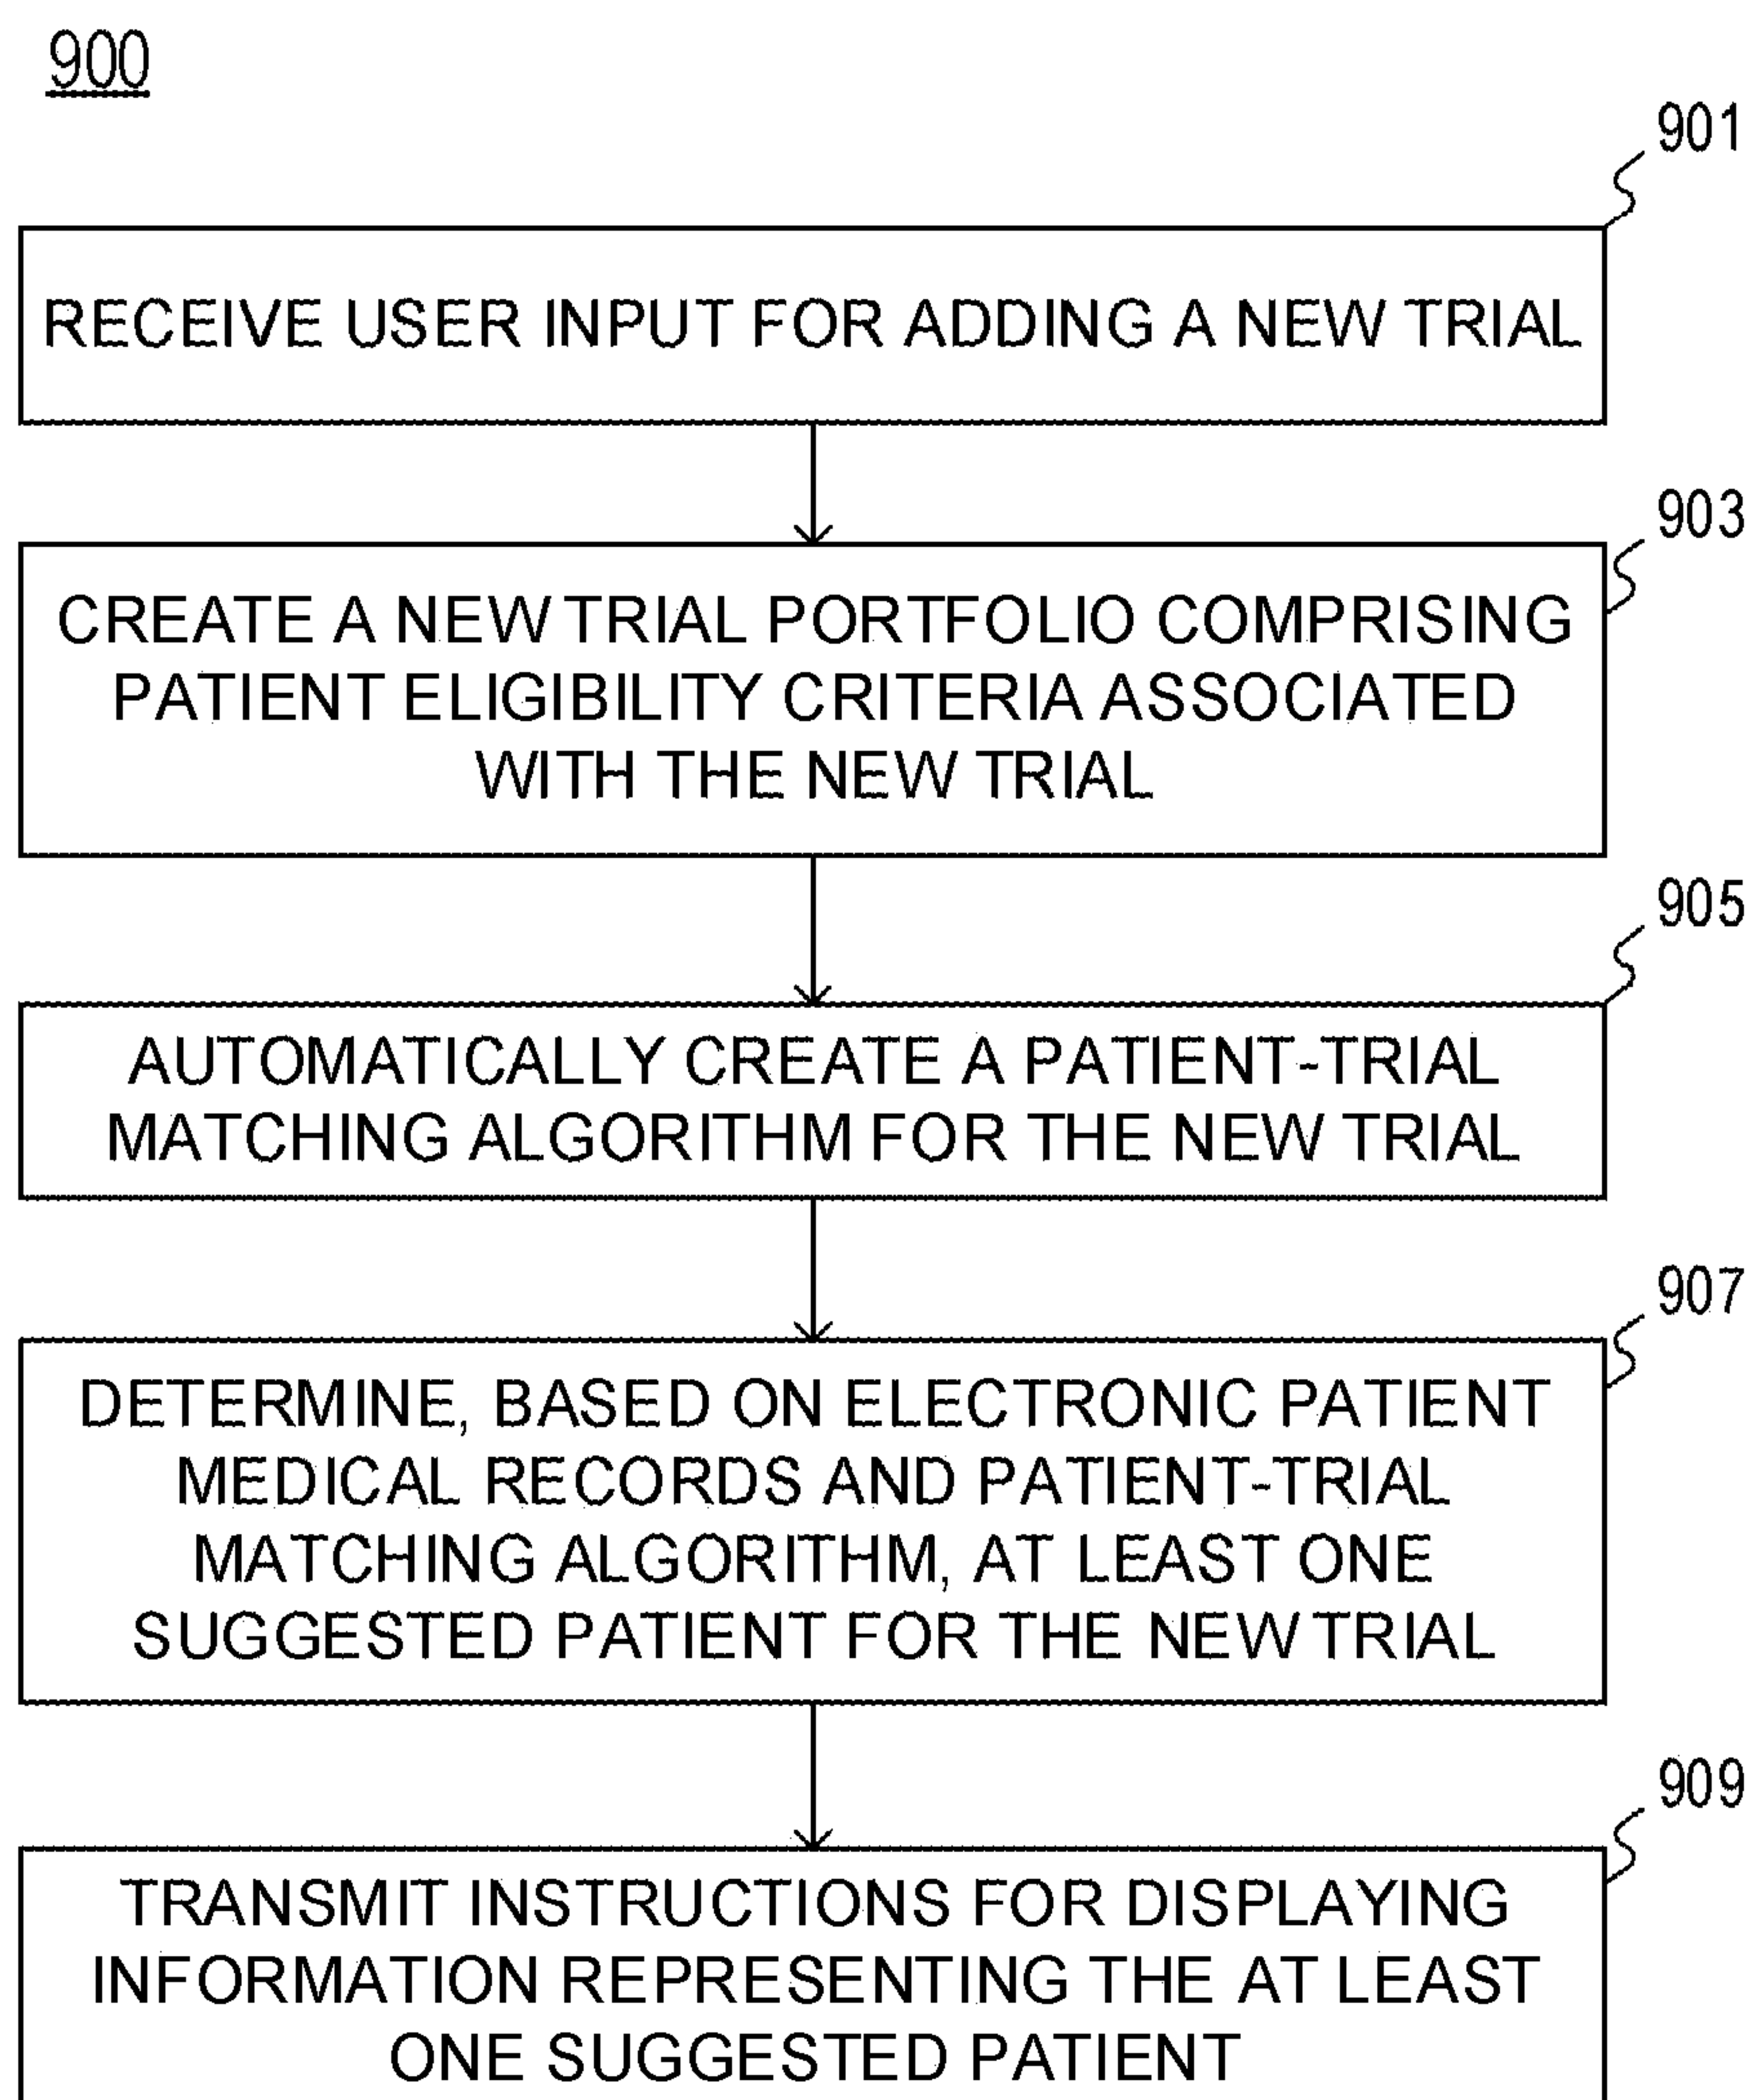 900
901
RECEIVE USER INPUT FOR ADDING A NEW TRIAL
903
CREATE A NEW TRIAL PORTFOLIO COMPRISING
PATIENT ELIGIBILITY CRITERIA ASSOCIATED
WITH THE NEW TRIAL
905
AUTOMATICALLY CREATE A PATIENT-TRIAL
MATCHING ALGORITHM FOR THE NEW TRIAL
907
DETERMINE, BASED ON ELECTRONIC PATIENT
MEDICAL RECORDS AND PATIENT-TRIAL
MATCHING ALGORITHM, AT LEAST ONE
SUGGESTED PATIENT FOR THE NEW TRIAL
909
TRANSMIT INSTRUCTIONS FOR DISPLAYING
INFORMATION REPRESENTING THE AT LEAST
ONE SUGGESTED PATIENT